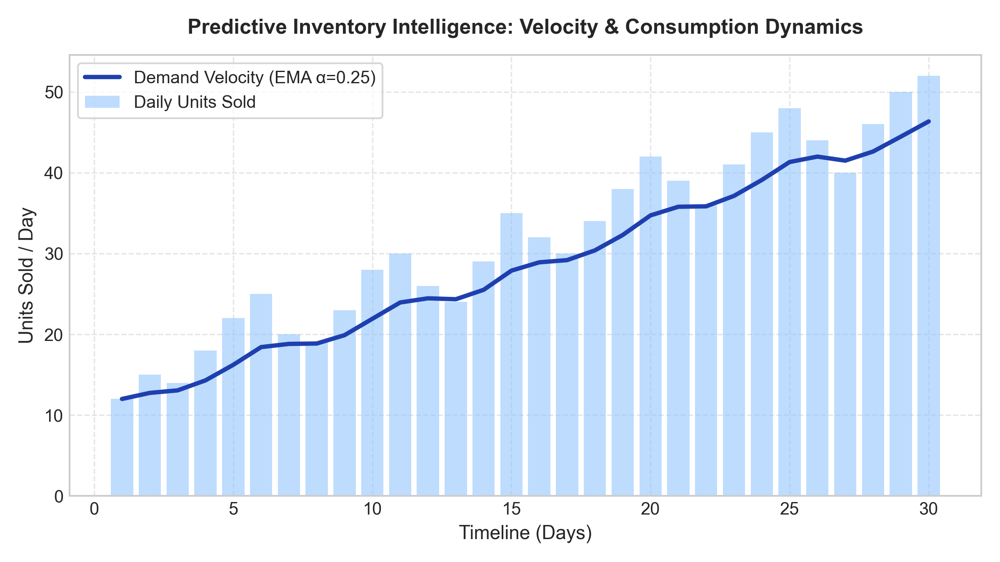 Predictive Inventory Intelligence: Velocity & Consumption Dynamics
Demand Velocity (EMA α=0.25)
Daily Units Sold
Units Sold / Day
50
40
30
20
10
0
0 5 10 15 20 25 30
Timeline (Days)